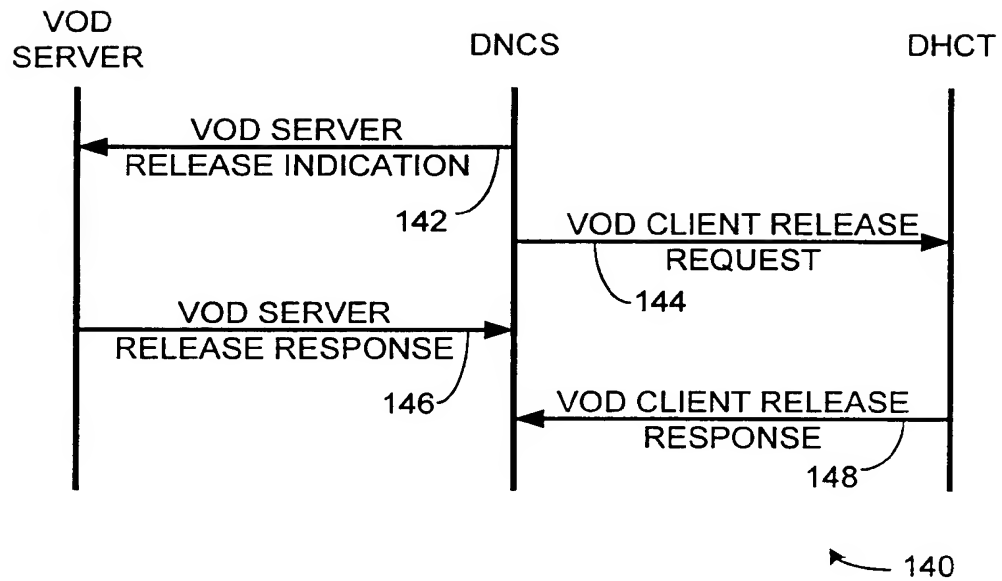 VOD
SERVER
DNCS
DHCT
VOD SERVER
RELEASE INDICATION
142
VOD CLIENT RELEASE
REQUEST
144
VOD SERVER
RELEASE RESPONSE
146
VOD CLIENT RELEASE
RESPONSE
148
140